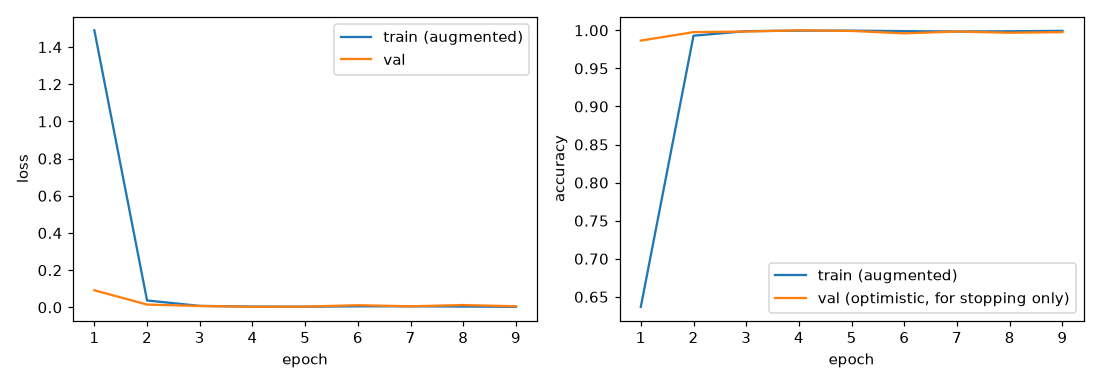 loss
1.4
1.2
1.0
0.8
0.6
0.4
0.2
0.0
train (augmented)
val
1 2 3 4 5 6 7 8 9
epoch
accuracy
1.00
0.95
0.90
0.85
0.80
0.75
0.70
0.65
train (augmented)
val (optimistic, for stopping only)
1 2 3 4 5 6 7 8 9
epoch